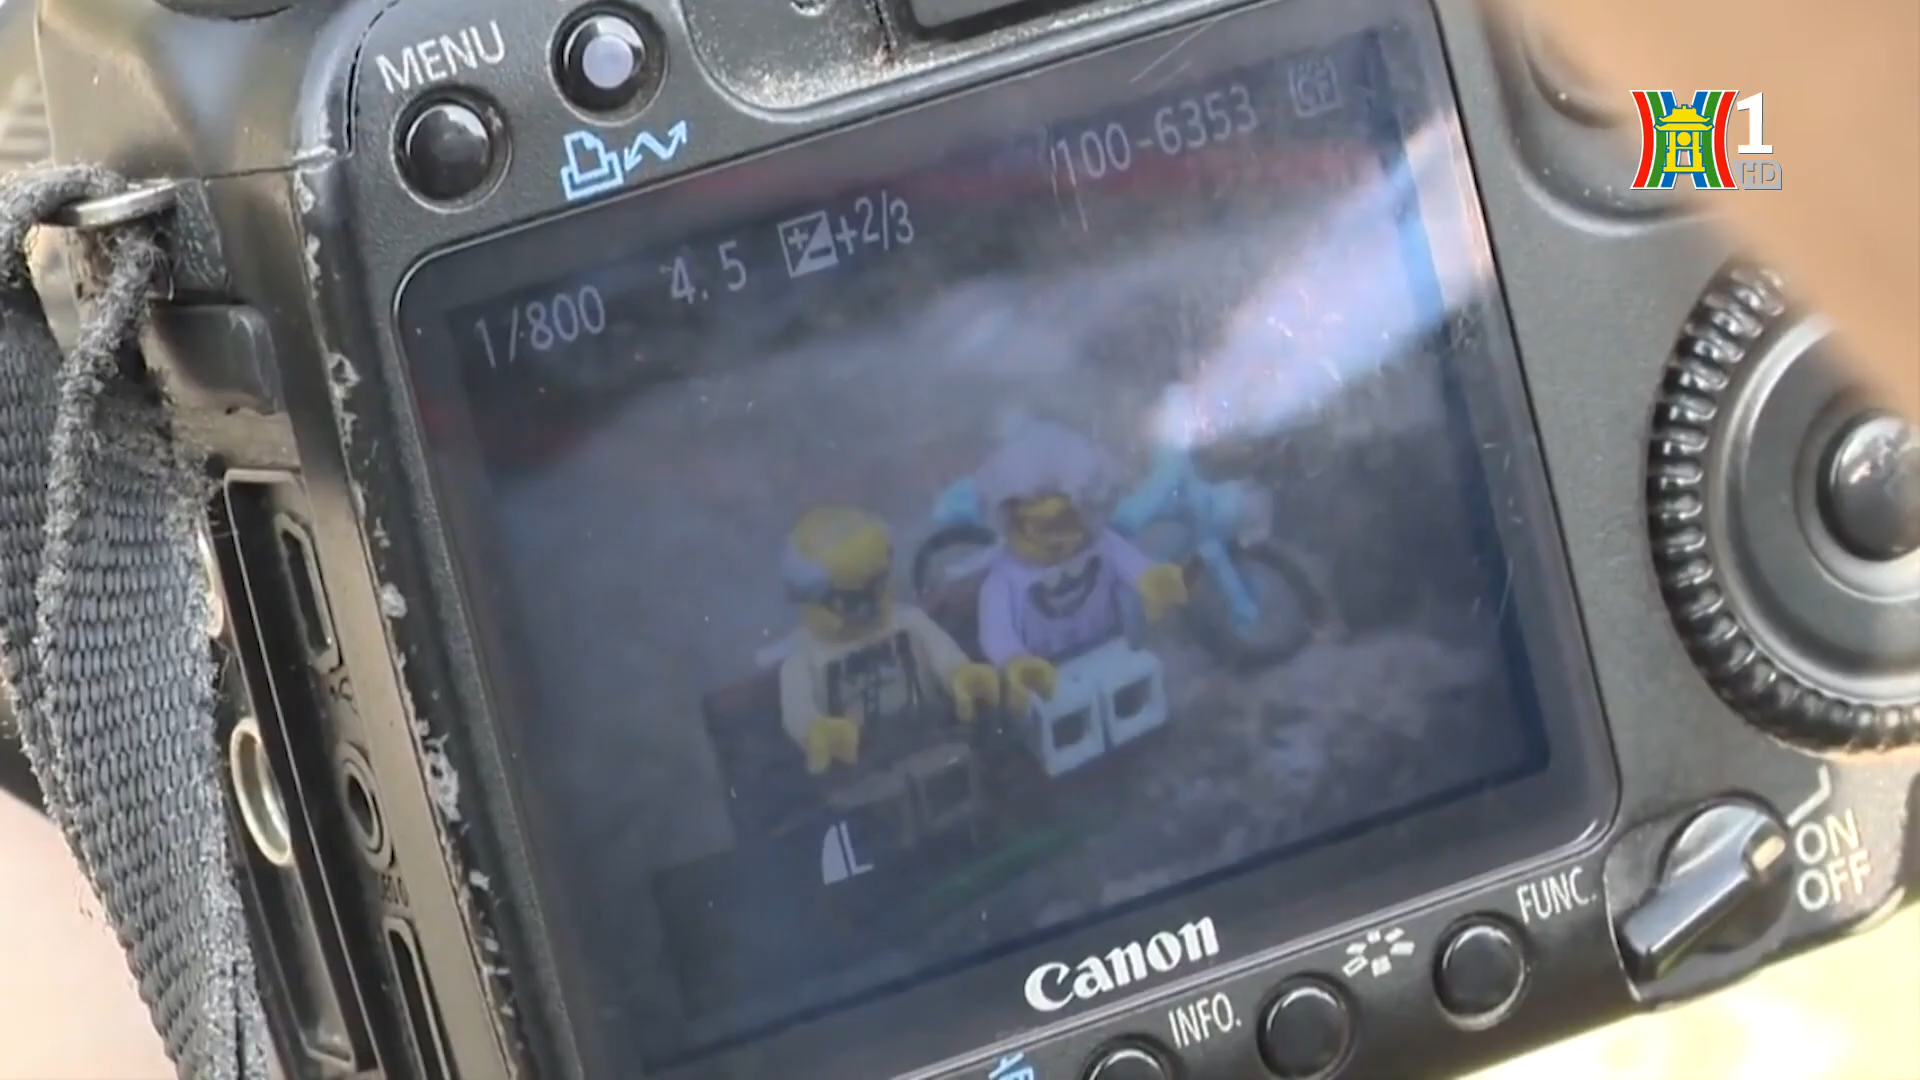 MENU
1
HD
100-6353
1/800 4.5 +2/3
L
ON
OFF
FUNC.
Canon
INFO.